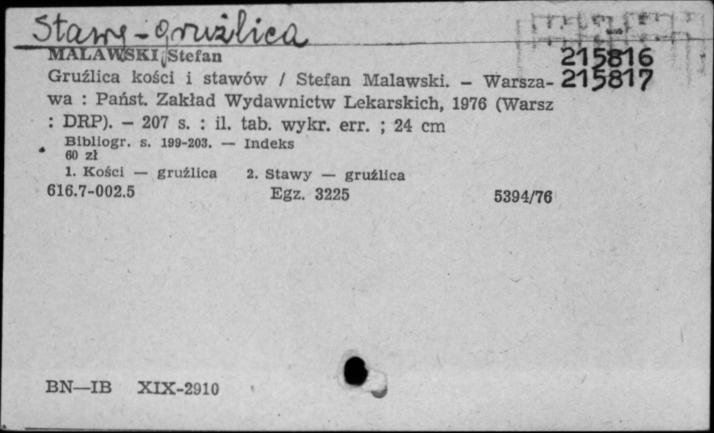 Stawy - gruźlica
MALAWSKI Stefan
215816
Gruźlica kości i stawów / Stefan Malawski. – Warsza-
215817
wa : Państ. Zakład Wydawnictw Lekarskich, 1976 (Warsz
: DRP). – 207 s. : il. tab. wykr. err. ; 24 cm
Bibliogr. s. 199-203. — Indeks
60 zł
1. Kości — gruźlica 2. Stawy — gruźlica
616.7-002.5 Egz. 3225 5394/76
BN—IB XIX-2910